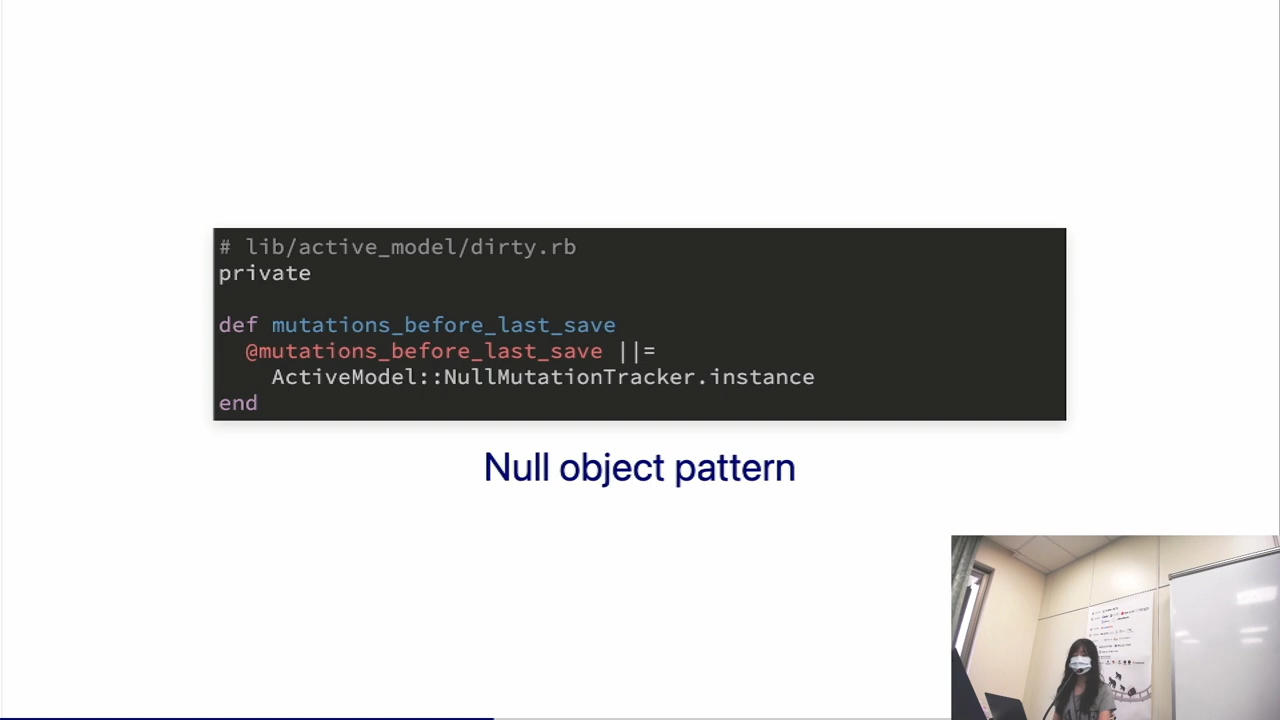 # lib/active_model/dirty.rb
private
def mutations_before_last_save
@mutations_before_last_save ||=
ActiveModel::NullMutationTracker.instance
end
Null object pattern